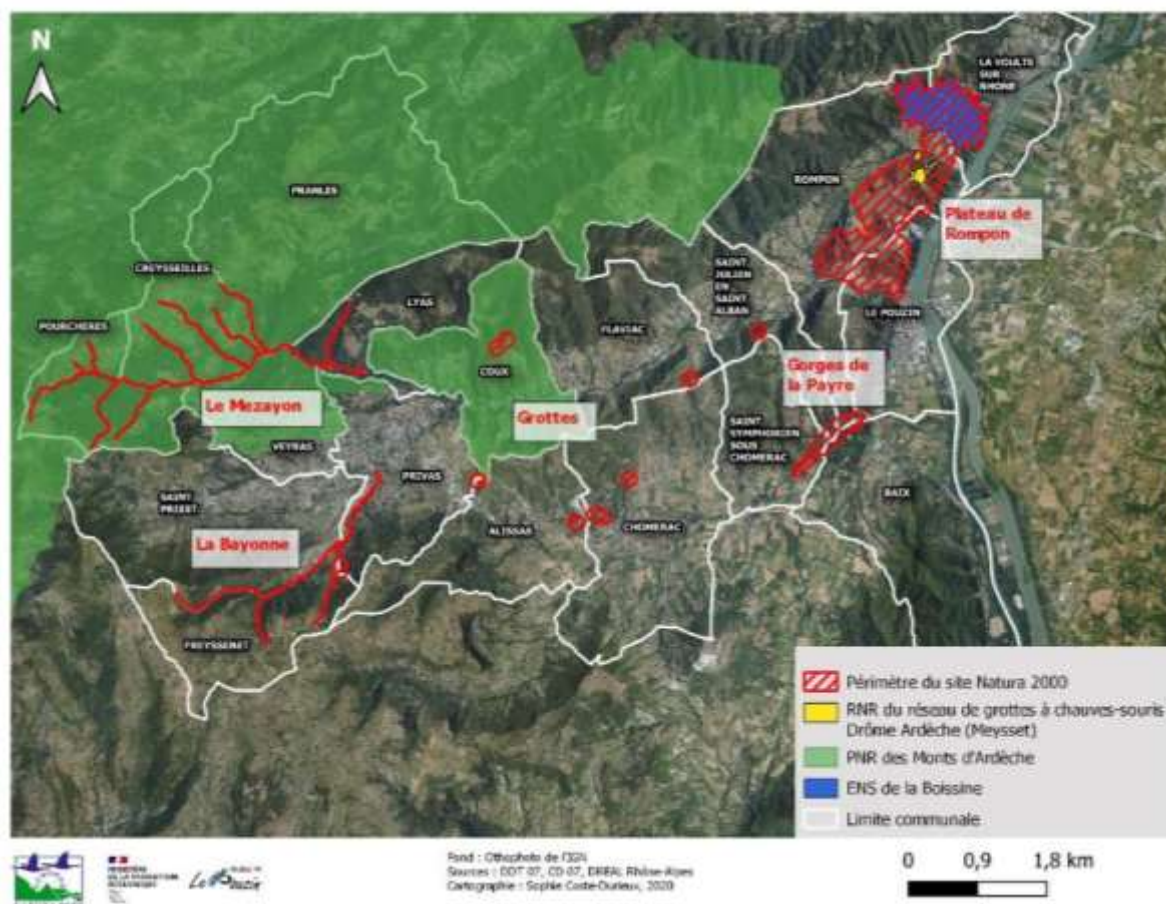 N
LA VOULTE
SUR
RHONE
PRANLES
ROMPON
Plateau de
Rompon
CREYSSEILLES
SAINT
JULIEN
EN
SAINT
ALBAN
LYAS
POURCHERES
FLAVIAC
LE POUZIN
COUX
Gorges de
la Payre
Le Mezayon
Grottes
SAINT
SYMPHORIEN
SOUS
CHOMERAC
VEYRAS
PRIVAS
SAINT
PRIEST
BAIX
ALISSAS
CHOMERAC
La Bayonne
FREYSSENET
Périmètre du site Natura 2000
RNR du réseau de grottes à chauves-souris
Drôme Ardèche (Meysset)
PNR des Monts d'Ardèche
ENS de la Boissine
Limite communale
Fond : Othophoto de l'IGN
Sources : DDT 07, CD 07, DREAL Rhône-Alpes
Cartographie : Sophie Coste-Durieux, 2020
0 0,9 1,8 km